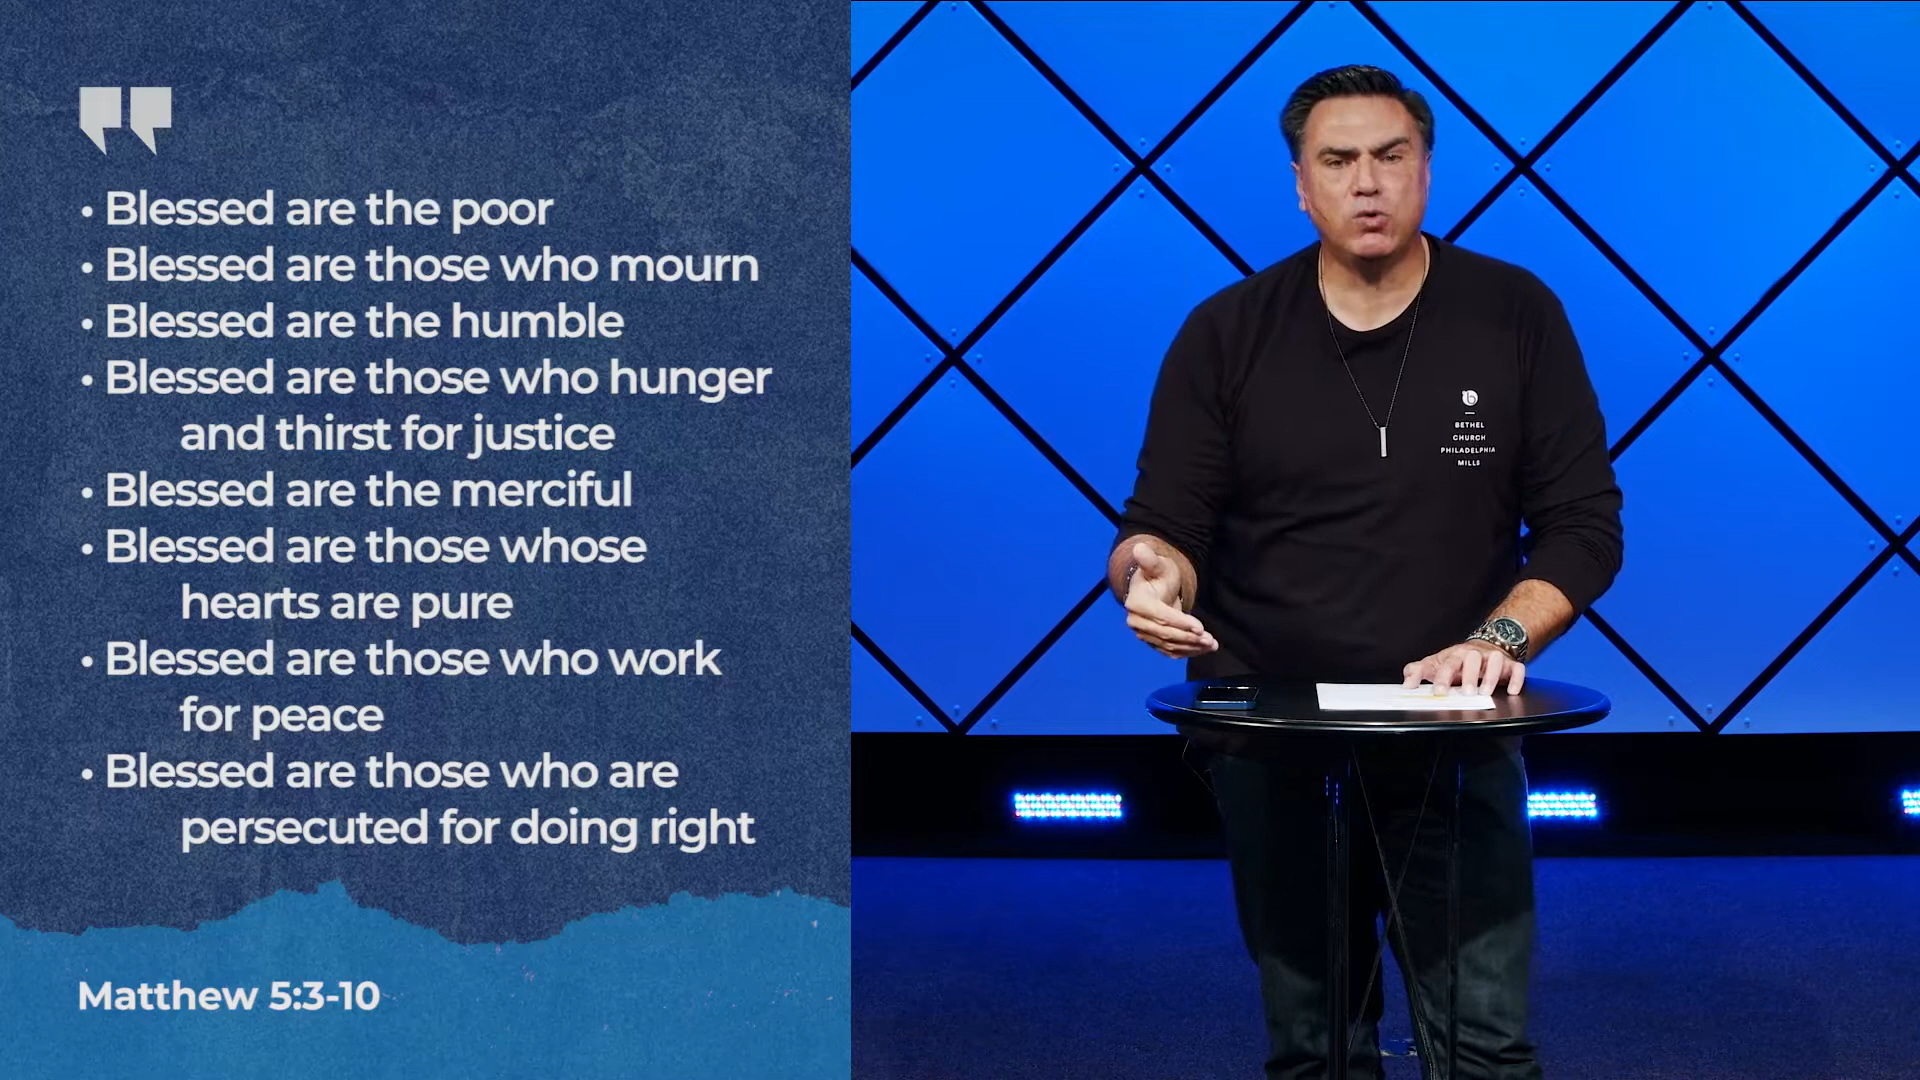 • Blessed are the poor
• Blessed are those who mourn
• Blessed are the humble
• Blessed are those who hunger
and thirst for justice
• Blessed are the merciful
• Blessed are those whose
hearts are pure
• Blessed are those who work
for peace
• Blessed are those who are
persecuted for doing right
Matthew 5:3-10
b
BETHEL
CHURCH
PHILADELPHIA
MILLS